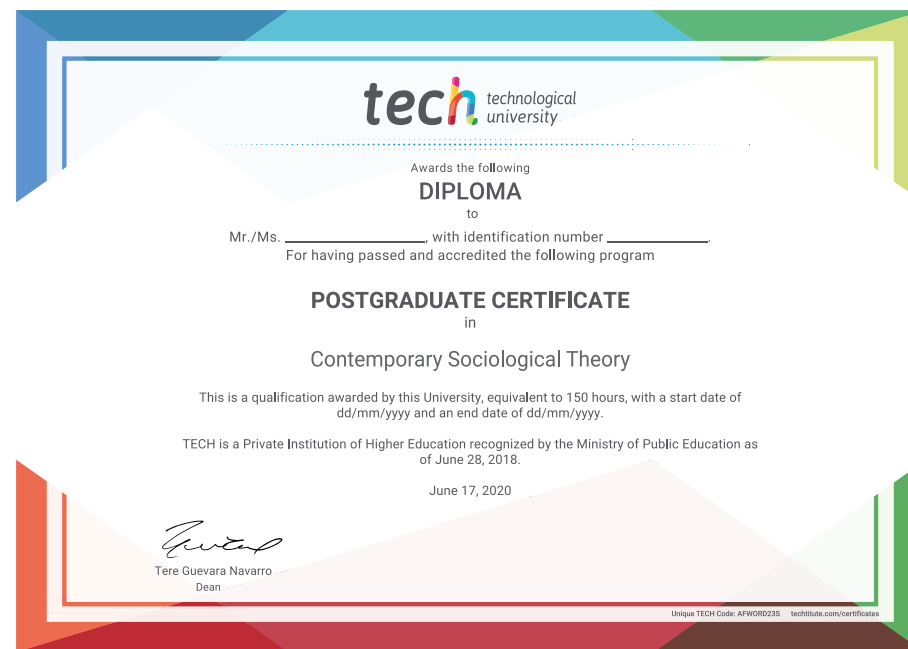 tech technological
university
Awards the following
DIPLOMA
to
Mr./Ms. ____________________, with identification number ______________.
For having passed and accredited the following program
POSTGRADUATE CERTIFICATE
in
Contemporary Sociological Theory
This is a qualification awarded by this University, equivalent to 150 hours, with a start date of
dd/mm/yyyy and an end date of dd/mm/yyyy.
TECH is a Private Institution of Higher Education recognized by the Ministry of Public Education as
of June 28, 2018.
June 17, 2020
Tere Guevara Navarro
Dean
Unique TECH Code: AFWORD23S techtitute.com/certificates